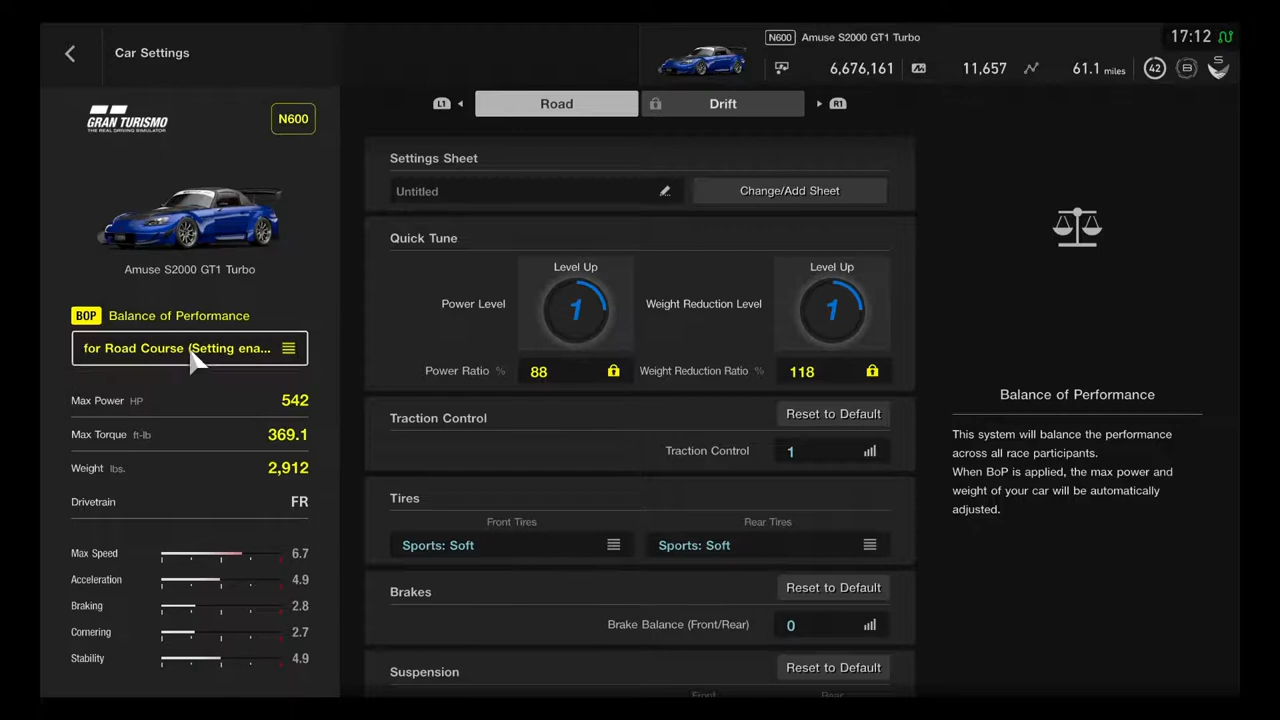 Car Settings
N600 Amuse S2000 GT1 Turbo
17:12
6,676,161
11,657
61.1 miles
42
B
S
GRAN TURISMO
THE REAL DRIVING SIMULATOR
N600
Amuse S2000 GT1 Turbo
BOP Balance of Performance
for Road Course (Setting ena...
Max Power HP 542
Max Torque ft-lb 369.1
Weight lbs. 2,912
Drivetrain FR
Max Speed 6.7
Acceleration 4.9
Braking 2.8
Cornering 2.7
Stability 4.9
L1 Road Drift R1
Settings Sheet
Untitled Change/Add Sheet
Quick Tune
Level Up Level Up
Power Level 1 Weight Reduction Level 1
Power Ratio % 88 Weight Reduction Ratio % 118
Traction Control Reset to Default
Traction Control 1
Tires
Front Tires Rear Tires
Sports: Soft Sports: Soft
Brakes Reset to Default
Brake Balance (Front/Rear) 0
Suspension Reset to Default
Front Rear
Balance of Performance
This system will balance the performance
across all race participants.
When BoP is applied, the max power and
weight of your car will be automatically
adjusted.